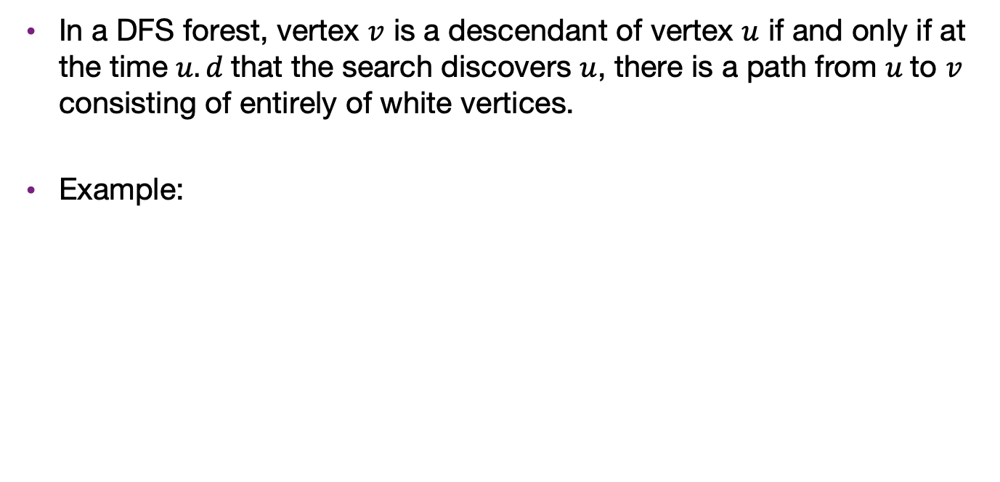 • In a DFS forest, vertex 𝑣 is a descendant of vertex 𝑢 if and only if at
the time 𝑢. 𝑑 that the search discovers 𝑢, there is a path from 𝑢 to 𝑣
consisting of entirely of white vertices.
• Example: